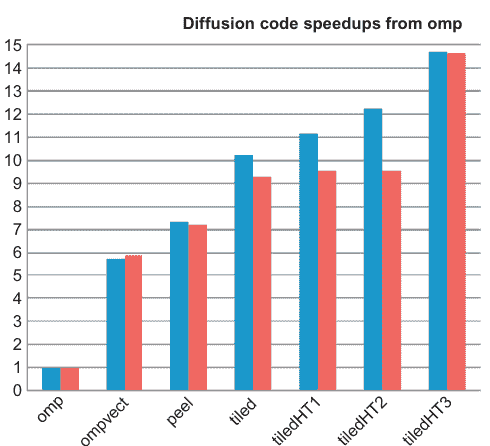 Diffusion code speedups from omp
15
14
13
12
11
10
9
8
7
6
5
4
3
2
1
0
omp
ompvect
peel
tiled
tiledHT1
tiledHT2
tiledHT3